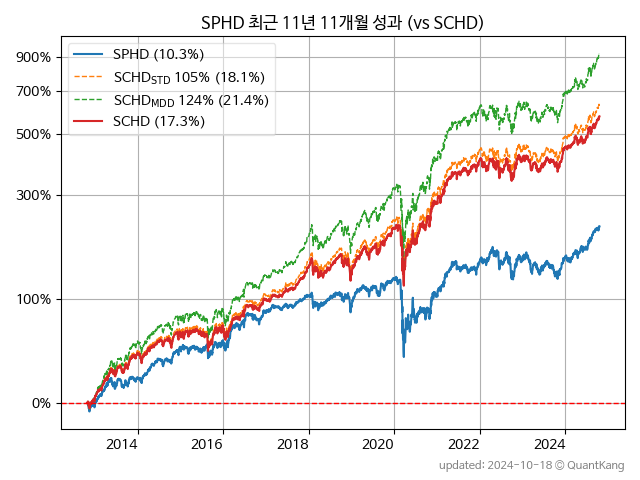 SPHD 최근 11년 11개월 성과 (vs SCHD)
SPHD (10.3%)
SCHD_STD 105% (18.1%)
SCHD_MDD 124% (21.4%)
SCHD (17.3%)
900%
700%
500%
300%
100%
0%
2014 2016 2018 2020 2022 2024
updated: 2024-10-18 © QuantKang